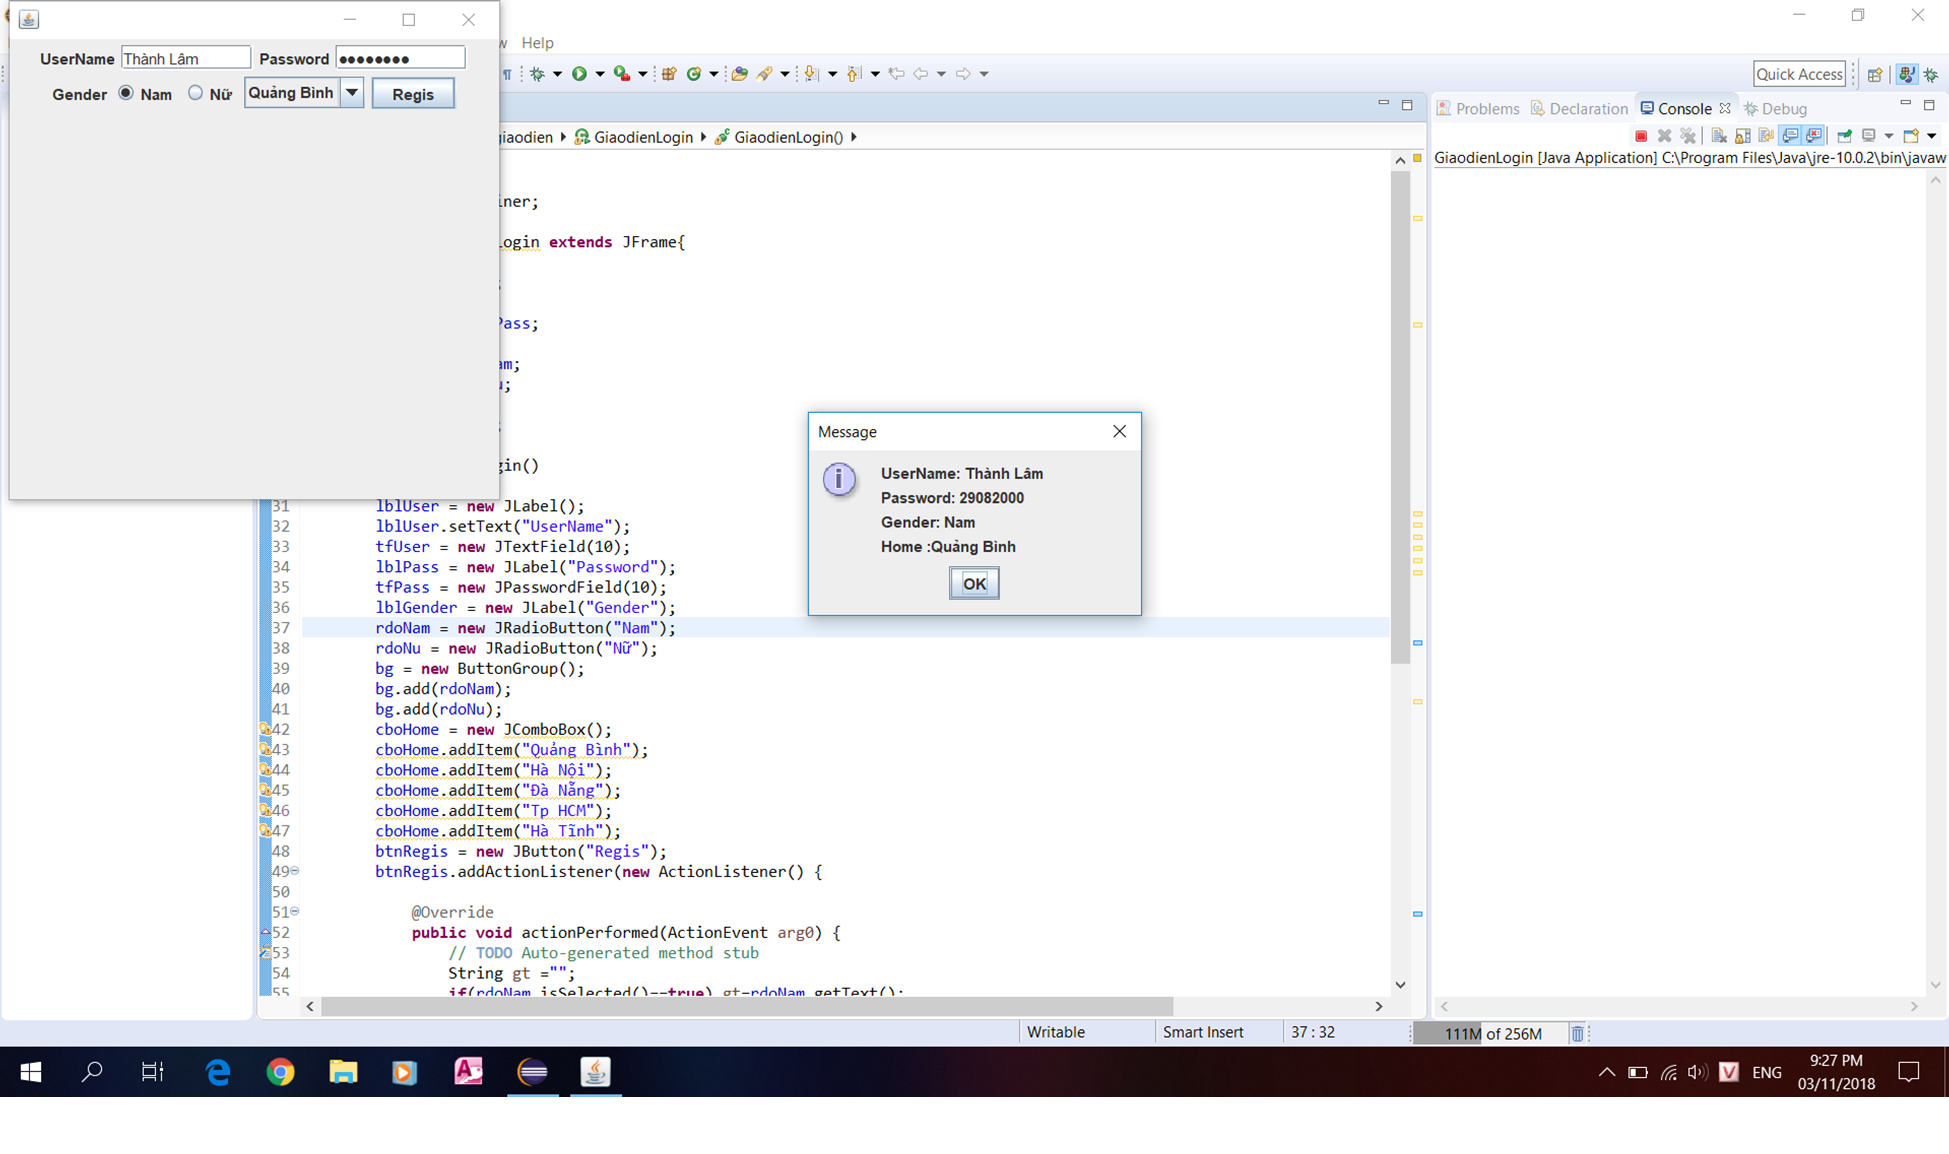 UserName Thành Lâm Password ●●●●●●●●
Gender Nam Nữ Quảng Bình Regis
Help
Quick Access
giaodien GiaodienLogin GiaodienLogin()
Problems Declaration Console Debug
GiaodienLogin [Java Application] C:\Program Files\Java\jre-10.0.2\bin\javaw
iner;
Login extends JFrame{
;
Pass;
am;
u;
;
gin()
31 lblUser = new JLabel();
32 lblUser.setText("UserName");
33 tfUser = new JTextField(10);
34 lblPass = new JLabel("Password");
35 tfPass = new JPasswordField(10);
36 lblGender = new JLabel("Gender");
37 rdoNam = new JRadioButton("Nam");
38 rdoNu = new JRadioButton("Nữ");
39 bg = new ButtonGroup();
40 bg.add(rdoNam);
41 bg.add(rdoNu);
42 cboHome = new JComboBox();
43 cboHome.addItem("Quảng Bình");
44 cboHome.addItem("Hà Nội");
45 cboHome.addItem("Đà Nẵng");
46 cboHome.addItem("Tp HCM");
47 cboHome.addItem("Hà Tĩnh");
48 btnRegis = new JButton("Regis");
49 btnRegis.addActionListener(new ActionListener() {
50
51 @Override
52 public void actionPerformed(ActionEvent arg0) {
53 // TODO Auto-generated method stub
54 String gt ="";
55 if(rdoNam.isSelected()==true) gt=rdoNam.getText();
Message
UserName: Thành Lâm
Password: 29082000
Gender: Nam
Home :Quảng Bình
OK
Writable Smart Insert 37 : 32 111M of 256M
ENG 9:27 PM
03/11/2018